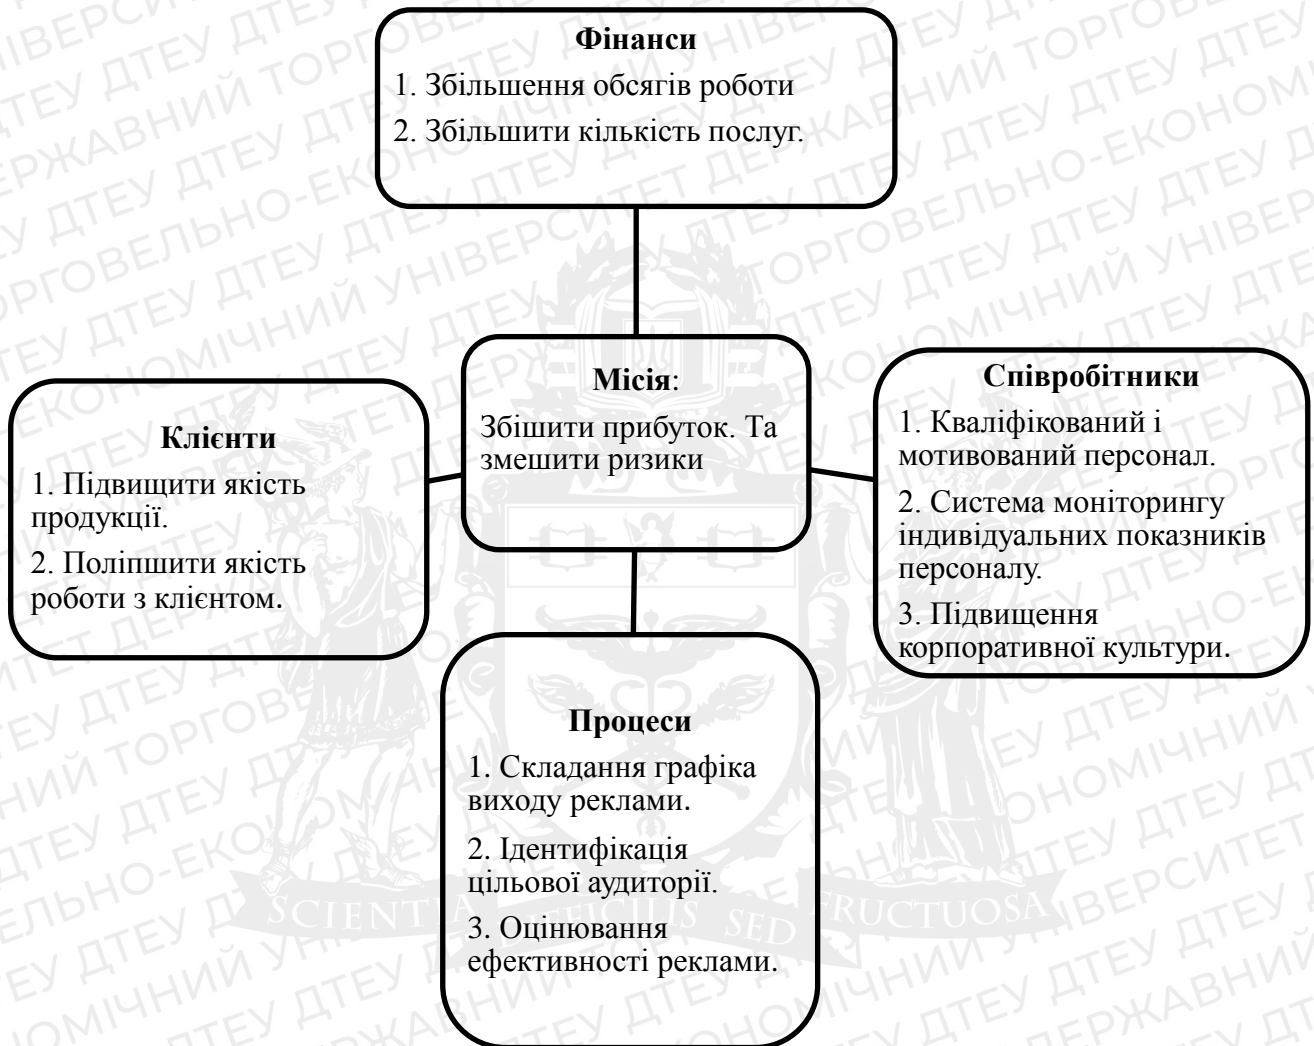 Фінанси
1. Збільшення обсягів роботи
2. Збільшити кількість послуг.
Місія:
Збішити прибуток. Та
змешити ризики
Клієнти
1. Підвищити якість
продукції.
2. Поліпшити якість
роботи з клієнтом.
Співробітники
1. Кваліфікований і
мотивований персонал.
2. Система моніторингу
індивідуальних показників
персоналу.
3. Підвищення
корпоративної культури.
Процеси
1. Складання графіка
виходу реклами.
2. Ідентифікація
цільової аудиторії.
3. Оцінювання
ефективності реклами.